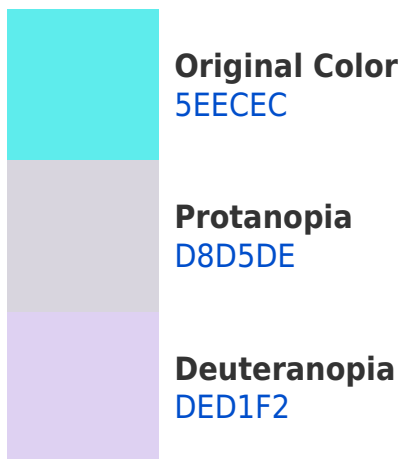 Original Color
5EECEC
Protanopia
D8D5DE
Deuteranopia
DED1F2